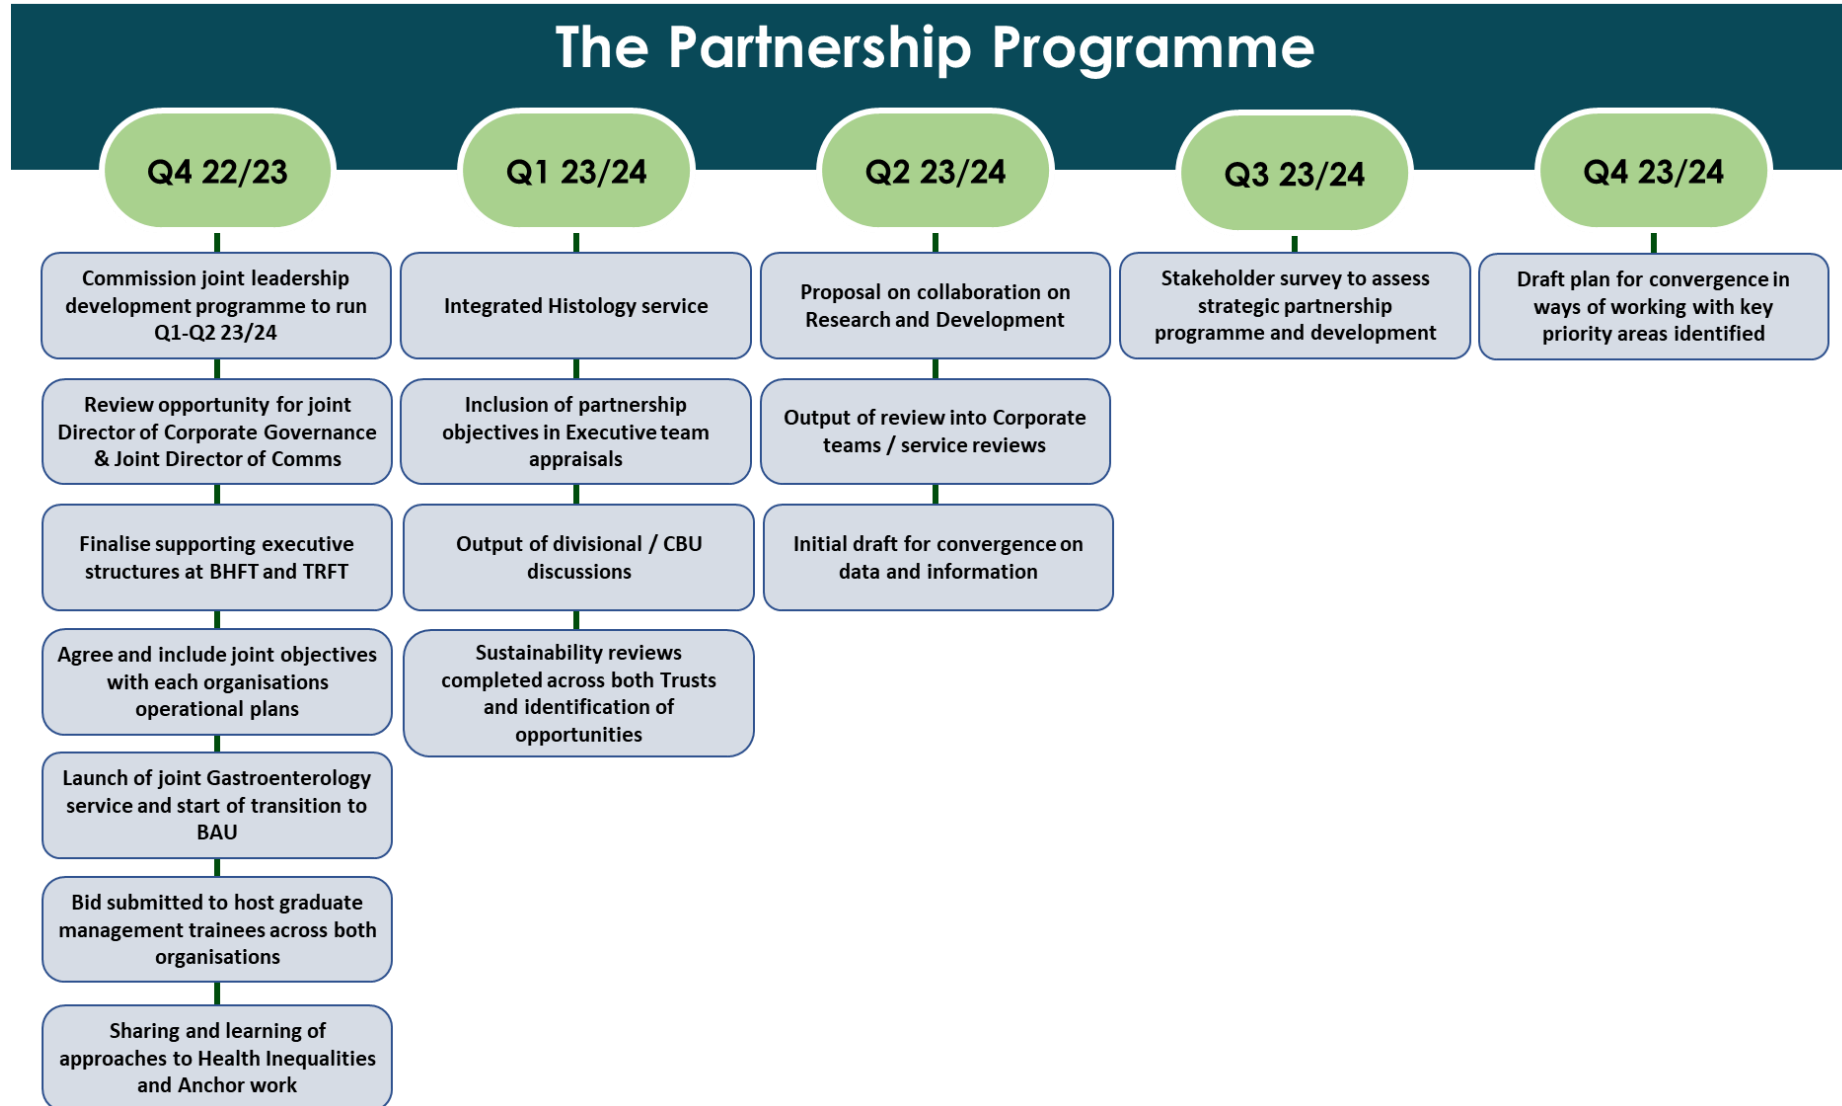 The Partnership Programme
Q4 22/23
Commission joint leadership
development programme to run
Q1-Q2 23/24
Review opportunity for joint
Director of Corporate Governance
& Joint Director of Comms
Finalise supporting executive
structures at BHFT and TRFT
Agree and include joint objectives
with each organisations
operational plans
Launch of joint Gastroenterology
service and start of transition to
BAU
Bid submitted to host graduate
management trainees across both
organisations
Sharing and learning of
approaches to Health Inequalities
and Anchor work
Q1 23/24
Integrated Histology service
Inclusion of partnership
objectives in Executive team
appraisals
Output of divisional / CBU
discussions
Sustainability reviews
completed across both Trusts
and identification of
opportunities
Q2 23/24
Proposal on collaboration on
Research and Development
Output of review into Corporate
teams / service reviews
Initial draft for convergence on
data and information
Q3 23/24
Stakeholder survey to assess
strategic partnership
programme and development
Q4 23/24
Draft plan for convergence in
ways of working with key
priority areas identified